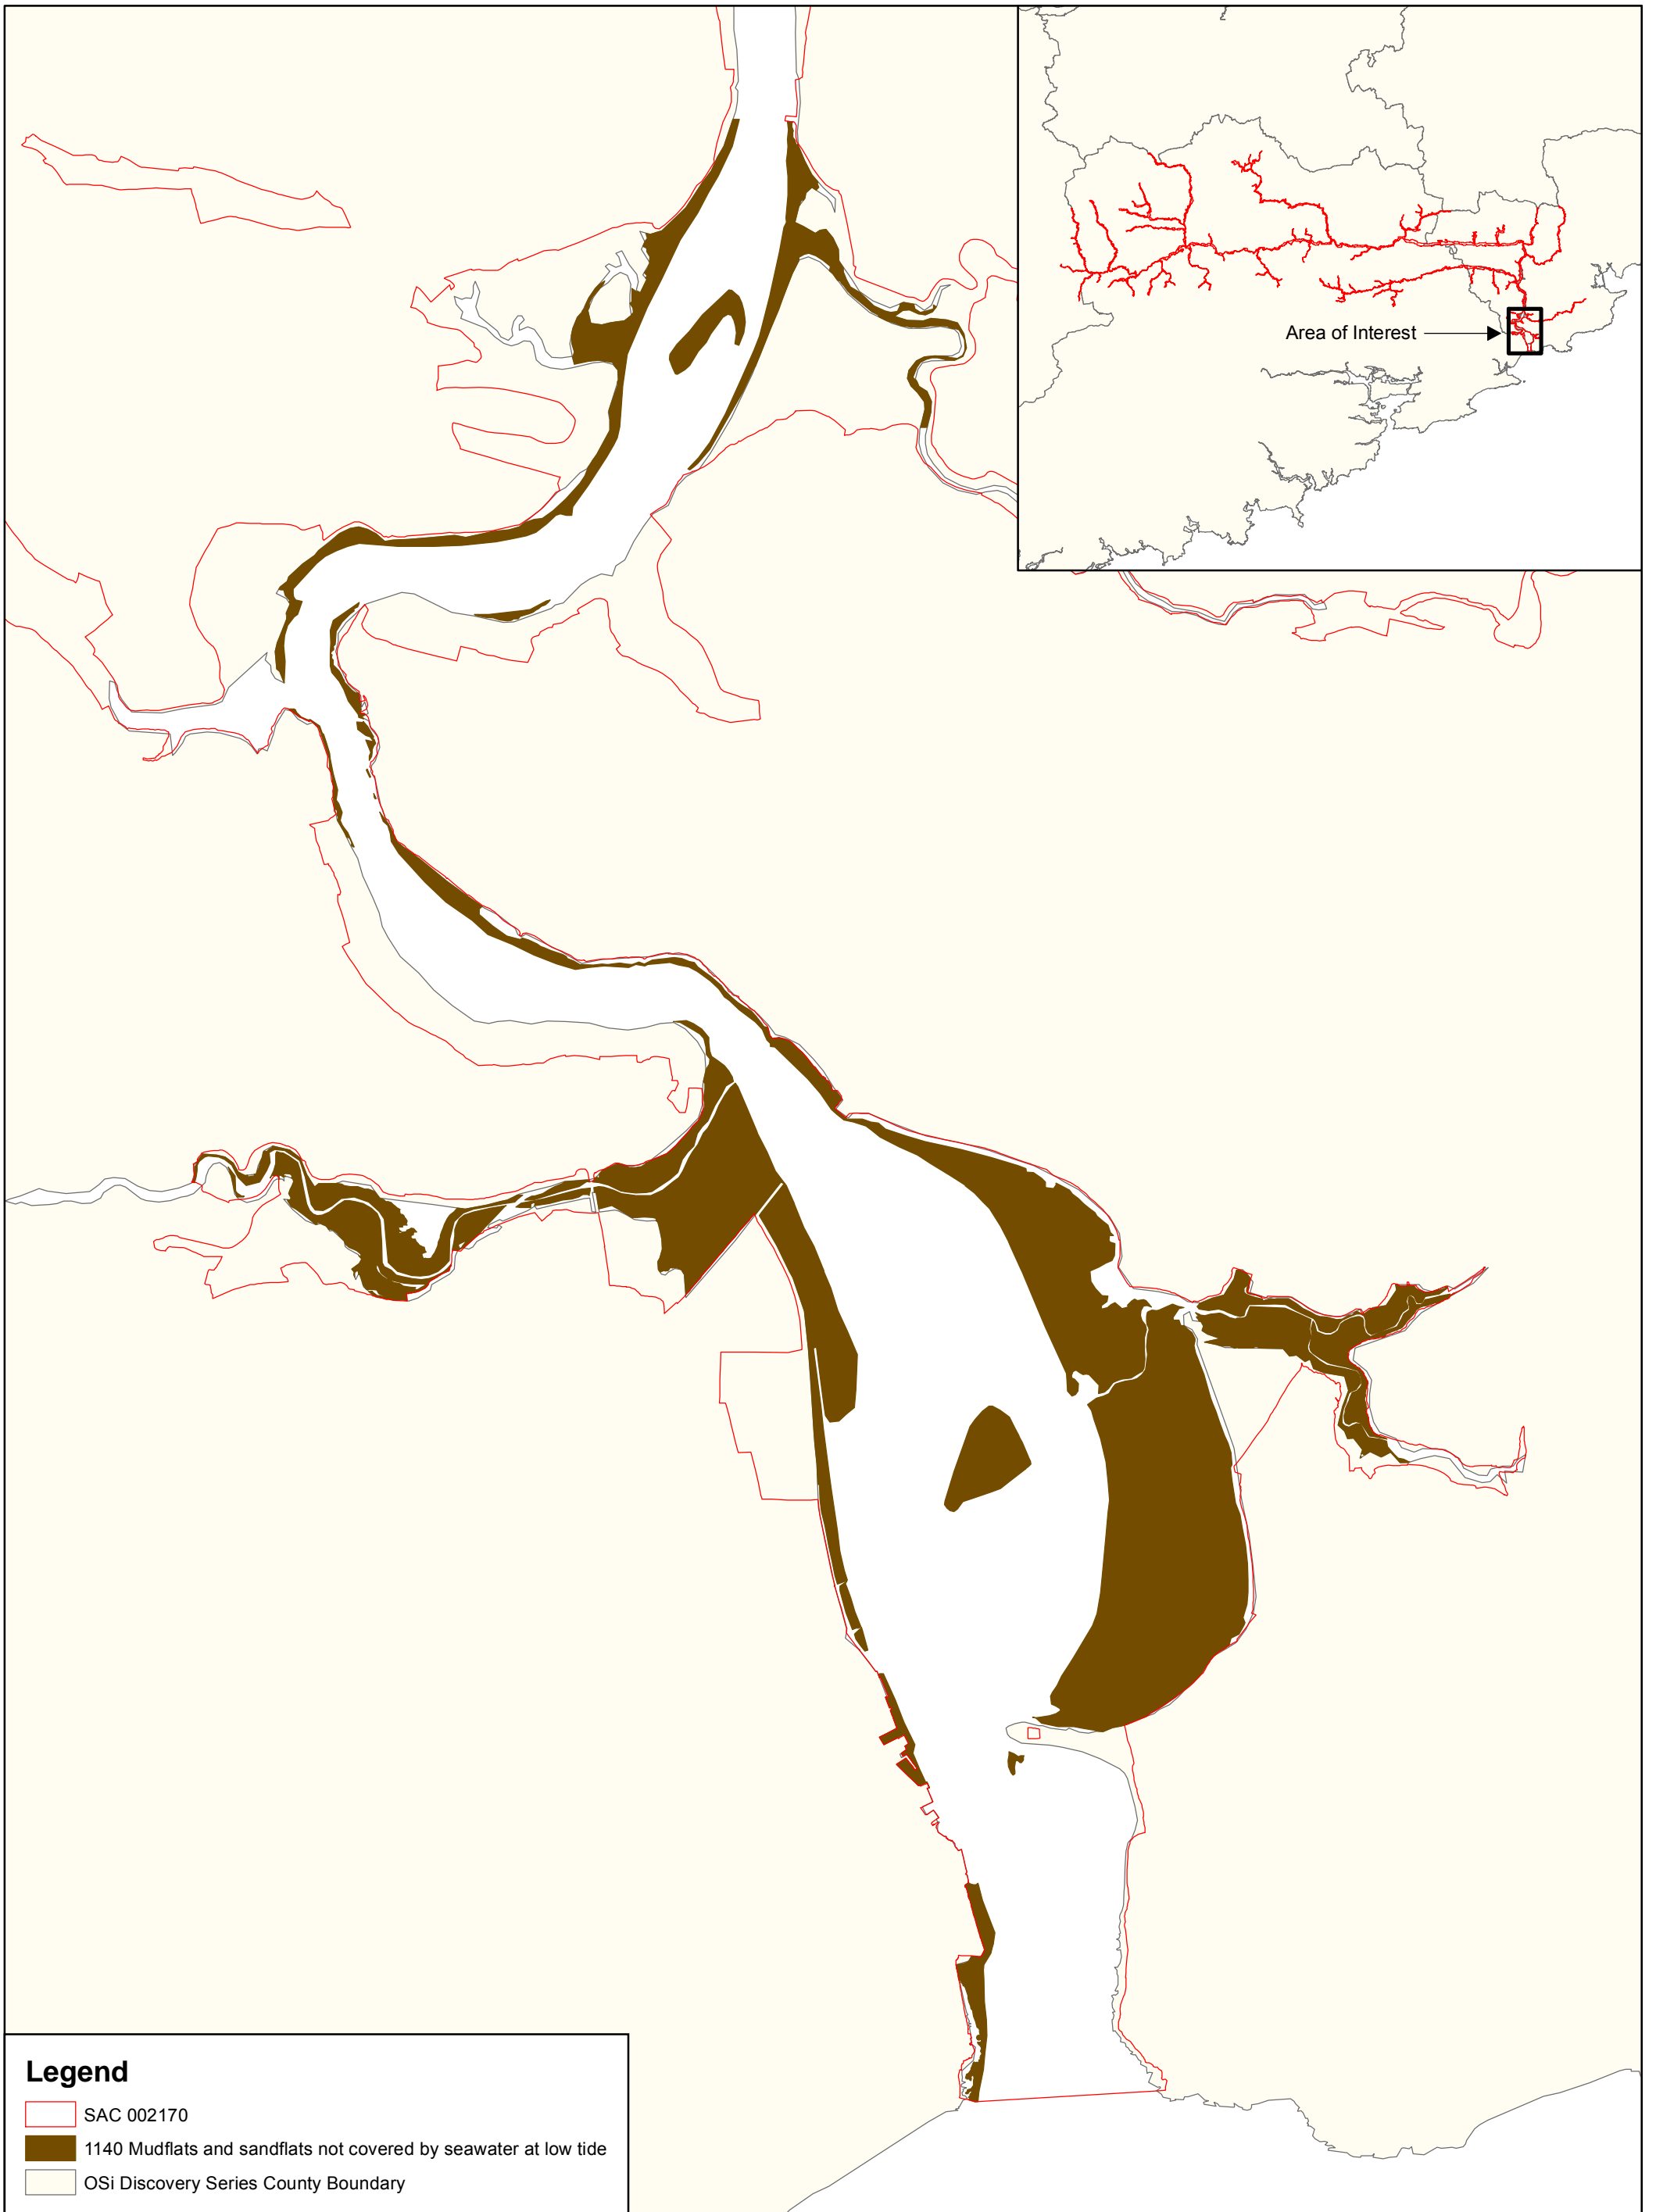 Area of Interest
Legend
SAC 002170
1140 Mudflats and sandflats not covered by seawater at low tide
OSi Discovery Series County Boundary